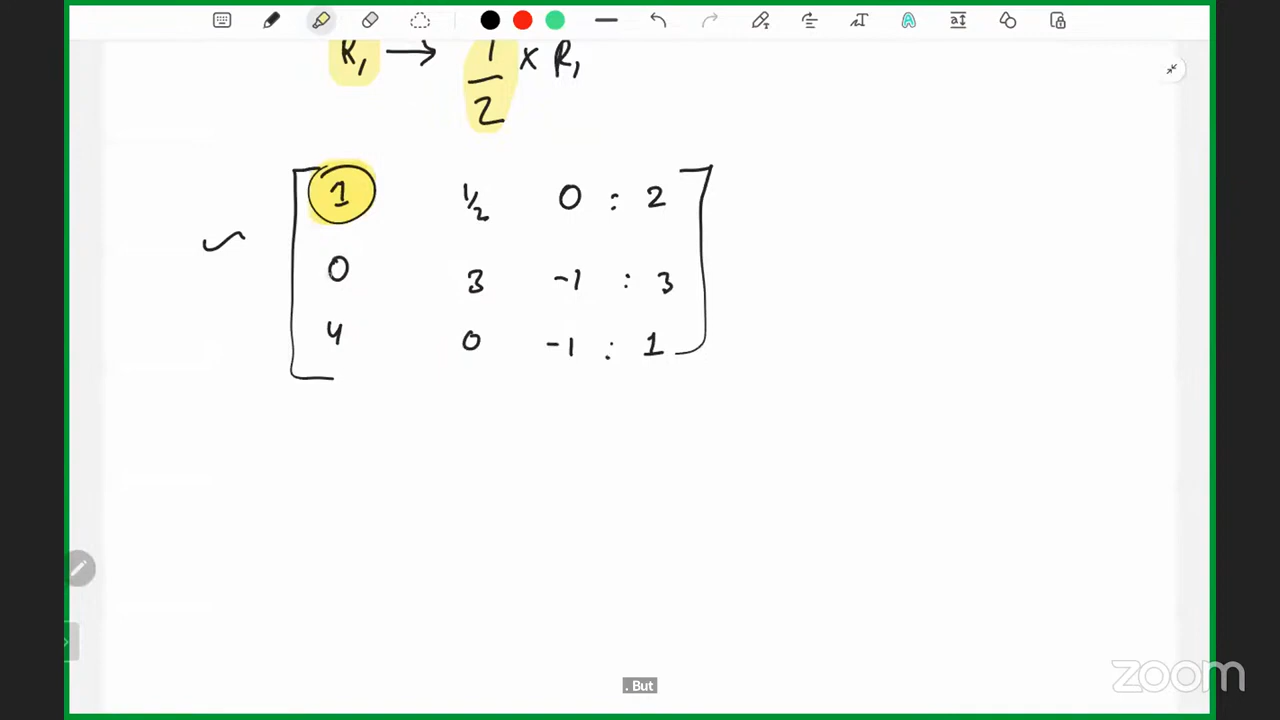 R₁ → 1/2 × R₁
1 1/2 0 : 2
~ 0 3 -1 : 3
4 0 -1 : 1
. But
zoom